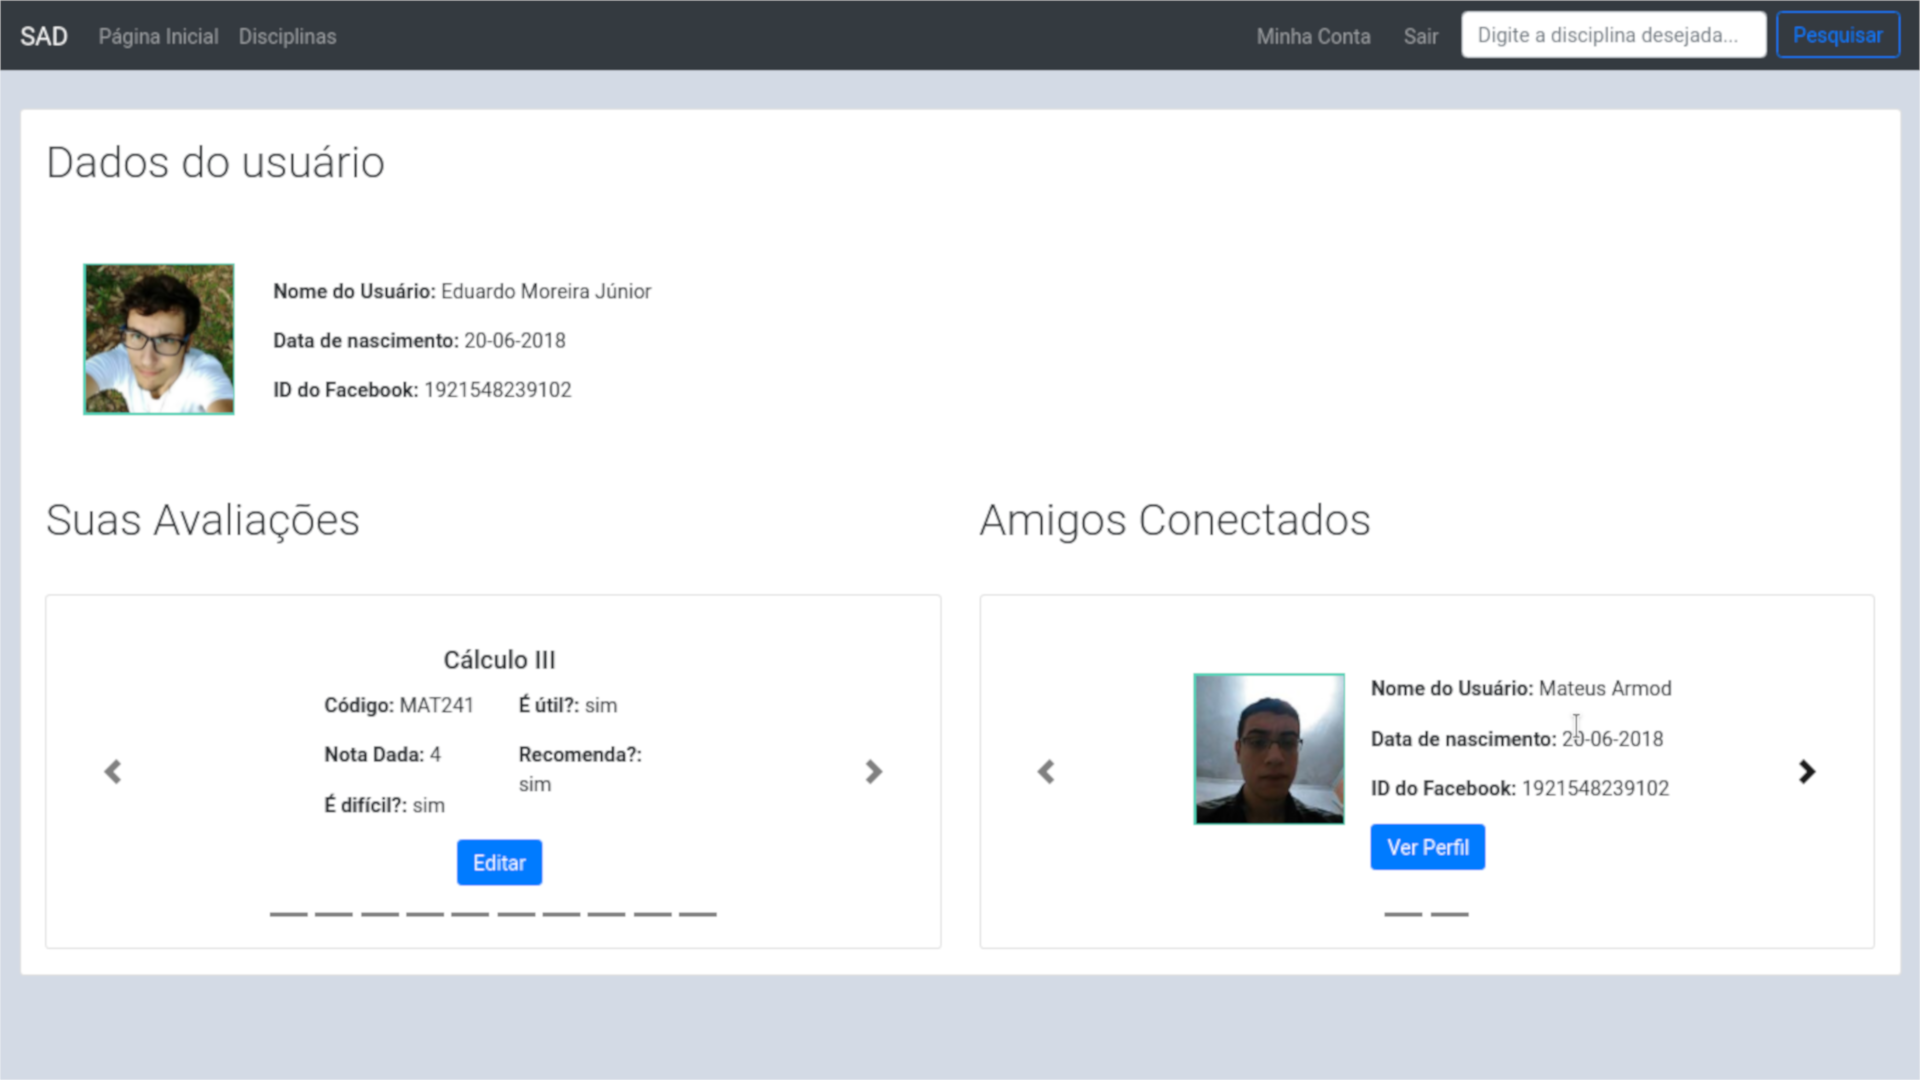 SAD Página Inicial Disciplinas Minha Conta Sair Digite a disciplina desejada... Pesquisar
Dados do usuário
Nome do Usuário: Eduardo Moreira Júnior
Data de nascimento: 20-06-2018
ID do Facebook: 1921548239102
Suas Avaliações
Cálculo III
Código: MAT241
Nota Dada: 4
É difícil?: sim
É útil?: sim
Recomenda?:
sim
Editar
Amigos Conectados
Nome do Usuário: Mateus Armod
Data de nascimento: 20-06-2018
ID do Facebook: 1921548239102
Ver Perfil